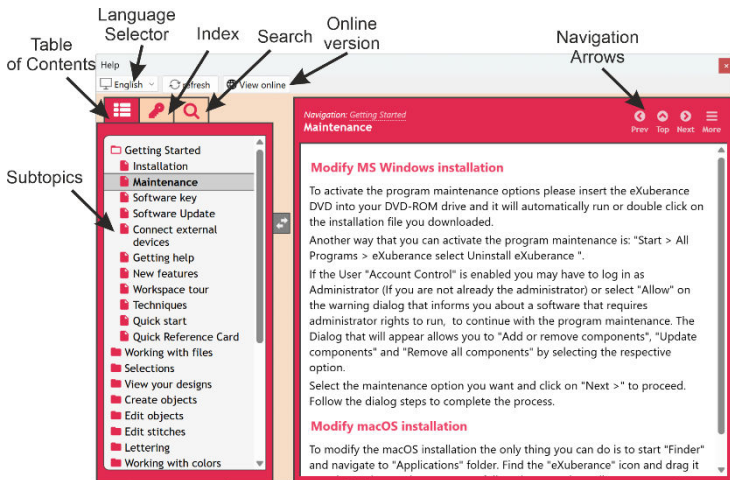 Language
Selector
Table
of Contents
Index
Search
Online
version
Navigation
Arrows
Subtopics
Help
English
refresh
View online
Getting Started
Installation
Maintenance
Software key
Software Update
Connect external
devices
Getting help
New features
Workspace tour
Techniques
Quick start
Quick Reference Card
Working with files
Selections
View your designs
Create objects
Edit objects
Edit stitches
Lettering
Working with colors
Navigation: Getting Started
Maintenance
Prev Top Next More
Modify MS Windows installation
To activate the program maintenance options please insert the eXuberance
DVD into your DVD-ROM drive and it will automatically run or double click on
the installation file you downloaded.
Another way that you can activate the program maintenance is: "Start > All
Programs > eXuberance select Uninstall eXuberance ".
If the User "Account Control" is enabled you may have to log in as
Administrator (If you are not already the administrator) or select "Allow" on
the warning dialog that informs you about a software that requires
administrator rights to run, to continue with the program maintenance. The
Dialog that will appear allows you to "Add or remove components", "Update
components" and "Remove all components" by selecting the respective
option.
Select the maintenance option you want and click on "Next >" to proceed.
Follow the dialog steps to complete the process.
Modify macOS installation
To modify the macOS installation the only thing you can do is to start "Finder"
and navigate to "Applications" folder. Find the "eXuberance" icon and drag it